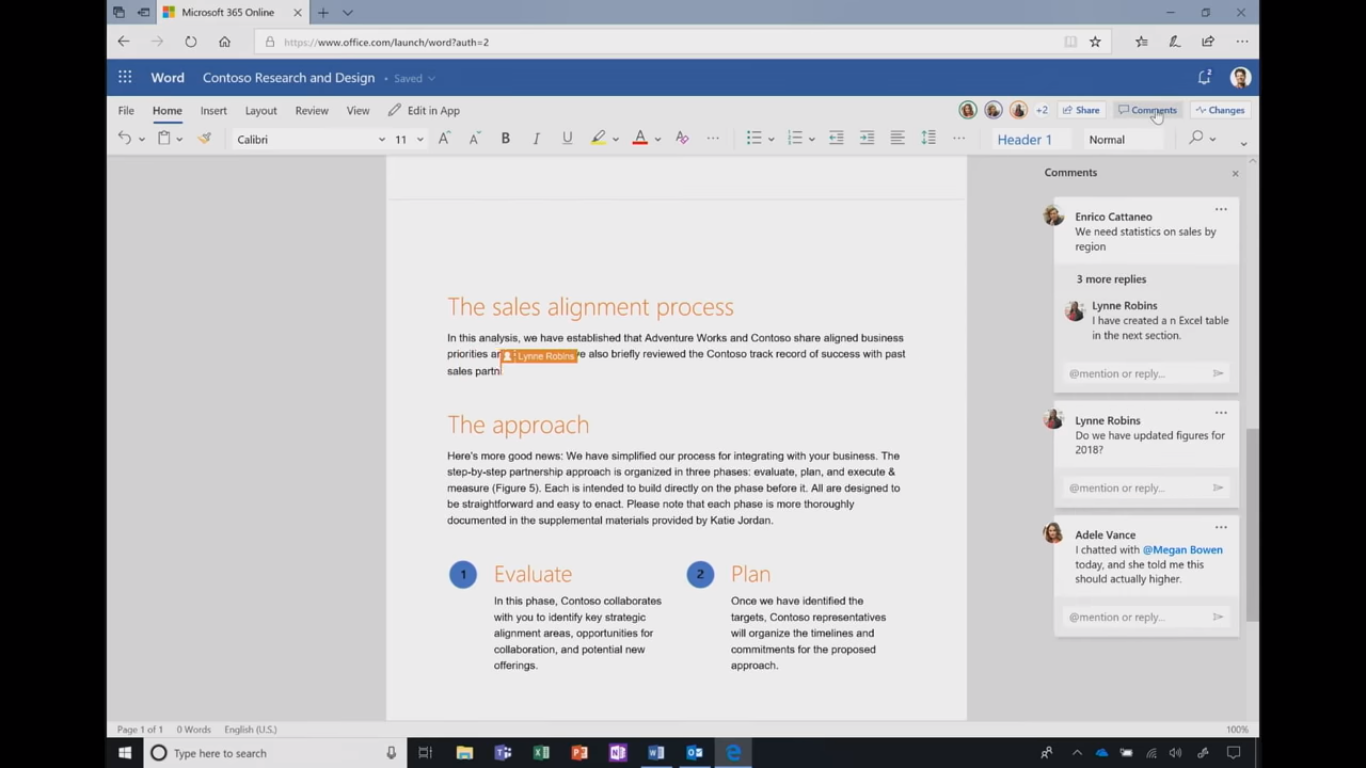 Microsoft 365 Online
https://www.office.com/launch/word?auth=2
Word Contoso Research and Design • Saved
2
File Home Insert Layout Review View Edit in App +2 Share Comments Changes
Calibri 11 A A B I U A A Header 1 Normal
Comments
Enrico Cattaneo
We need statistics on sales by
region
3 more replies
Lynne Robins
I have created a n Excel table
in the next section.
@mention or reply...
Lynne Robins
Do we have updated figures for
2018?
@mention or reply...
Adele Vance
I chatted with @Megan Bowen
today, and she told me this
should actually higher.
@mention or reply...
The sales alignment process
In this analysis, we have established that Adventure Works and Contoso share aligned business
priorities Lynne Robins also briefly reviewed the Contoso track record of success with past
sales partn
The approach
Here's more good news: We have simplified our process for integrating with your business. The
step-by-step partnership approach is organized in three phases: evaluate, plan, and execute &
measure (Figure 5). Each is intended to build directly on the phase before it. All are designed to
be straightforward and easy to enact. Please note that each phase is more thoroughly
documented in the supplemental materials provided by Katie Jordan.
1 Evaluate
In this phase, Contoso collaborates
with you to identify key strategic
alignment areas, opportunities for
collaboration, and potential new
offerings.
2 Plan
Once we have identified the
targets, Contoso representatives
will organize the timelines and
commitments for the proposed
approach.
Page 1 of 1 0 Words English (U.S.) 100%
Type here to search